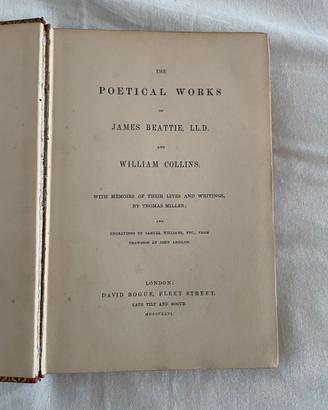 THE
POETICAL WORKS
OF
JAMES BEATTIE, LL.D.
AND
WILLIAM COLLINS.
WITH MEMOIRS OF THEIR LIVES AND WRITINGS,
BY THOMAS MILLER;
AND
ENGRAVINGS BY SAMUEL WILLIAMS, ETC., FROM
DRAWINGS BY JOHN ABSOLON.
LONDON:
DAVID BOGUE, FLEET STREET.
LATE TILT AND BOGUE.